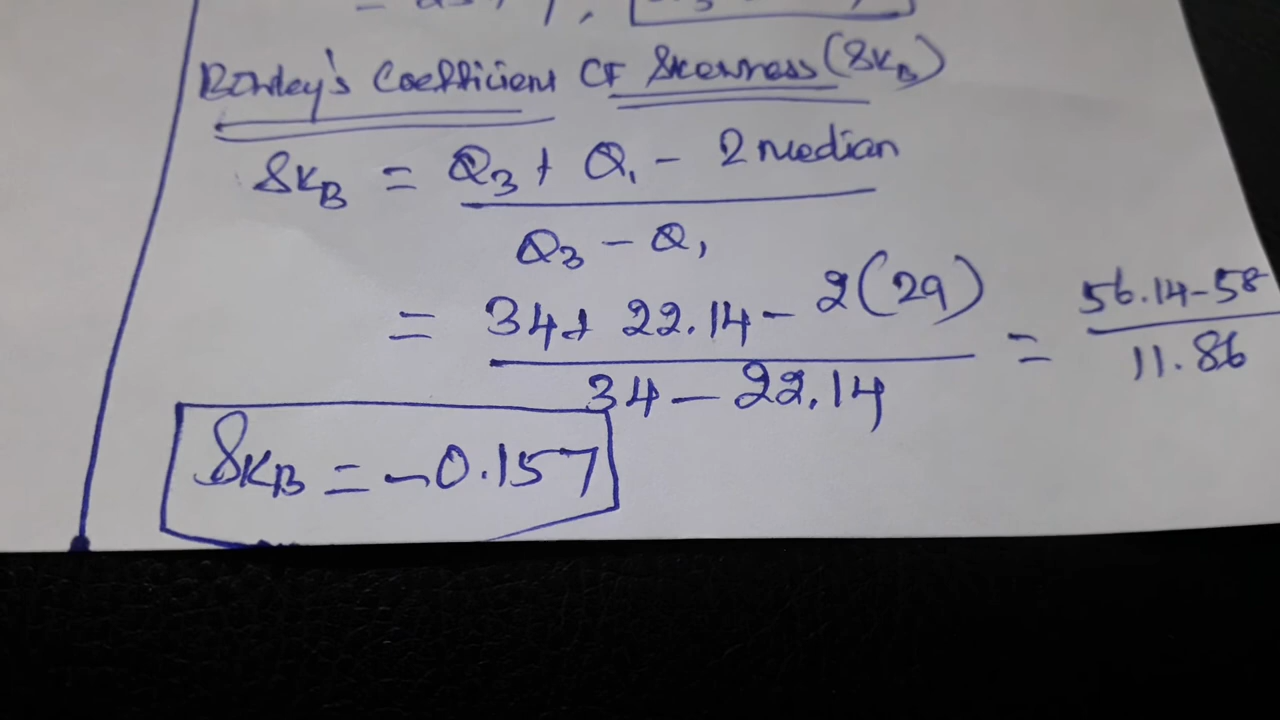 Bowley's Coefficient Of Skewness (SKB)
SKB = Q3 + Q1 - 2 median
Q3 - Q1
= 34 + 22.14 - 2(29) = 56.14 - 58
34 - 22.14
11.86
SKB = -0.157